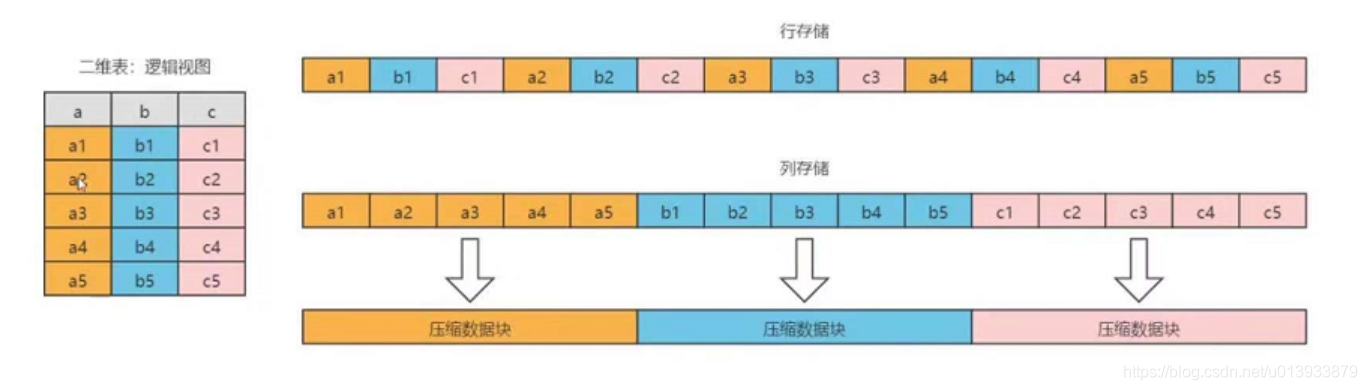 二维表：逻辑视图
a b c
a1 b1 c1
b2 c2
a3 b3 c3
a4 b4 c4
a5 b5 c5
行存储
a1 b1 c1 a2 b2 c2 a3 b3 c3 a4 b4 c4 a5 b5 c5
列存储
a1 a2 a3 a4 a5 b1 b2 b3 b4 b5 c1 c2 c3 c4 c5
压缩数据块 压缩数据块 压缩数据块
https://blog.csdn.net/u013933879